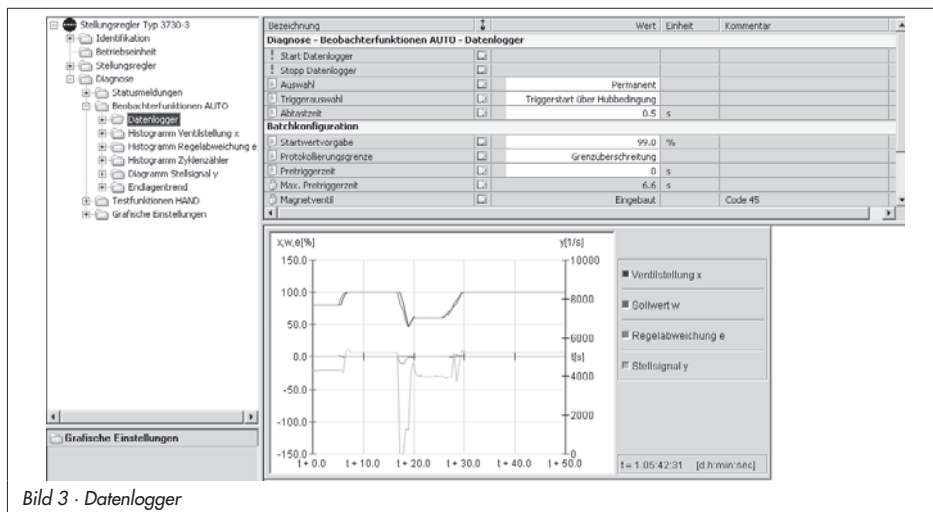 Stellungsregler Typ 3730-3
Identifikation
Betriebseinheit
Stellungsregler
Diagnose
Statusmeldungen
Beobachterfunktionen AUTO
Datenlogger
Histogramm Ventilstellung x
Histogramm Regelabweichung e
Histogramm Zyklenzähler
Diagramm Stellsignal y
Endlagentrend
Testfunktionen HAND
Grafische Einstellungen
Grafische Einstellungen
Bezeichnung Wert Einheit Kommentar
Diagnose - Beobachterfunktionen AUTO - Datenlogger
Start Datenlogger
Stopp Datenlogger
Auswahl Permanent
Triggerauswahl Triggerstart über Hubbedingung
Abtastzeit 0.5 s
Batchkonfiguration
Startwertvorgabe 99.0 %
Protokollierungsgrenze Grenzüberschreitung
Pretriggerzeit 0 s
Max. Pretriggerzeit 6.6 s
Magnetventil Eingebaut Code 45
x,w,e[%] y[1/s]
150.0 10000
100.0 8000
50.0 6000
0.0 t[s]
4000
-50.0
-100.0 2000
-150.0 0
t + 0.0 t + 10.0 t + 20.0 t + 30.0 t + 40.0 t + 50.0
Ventilstellung x
Sollwert w
Regelabweichung e
Stellsignal y
t = 1.05:42:31 [d.h:min:sec]
Bild 3 · Datenlogger